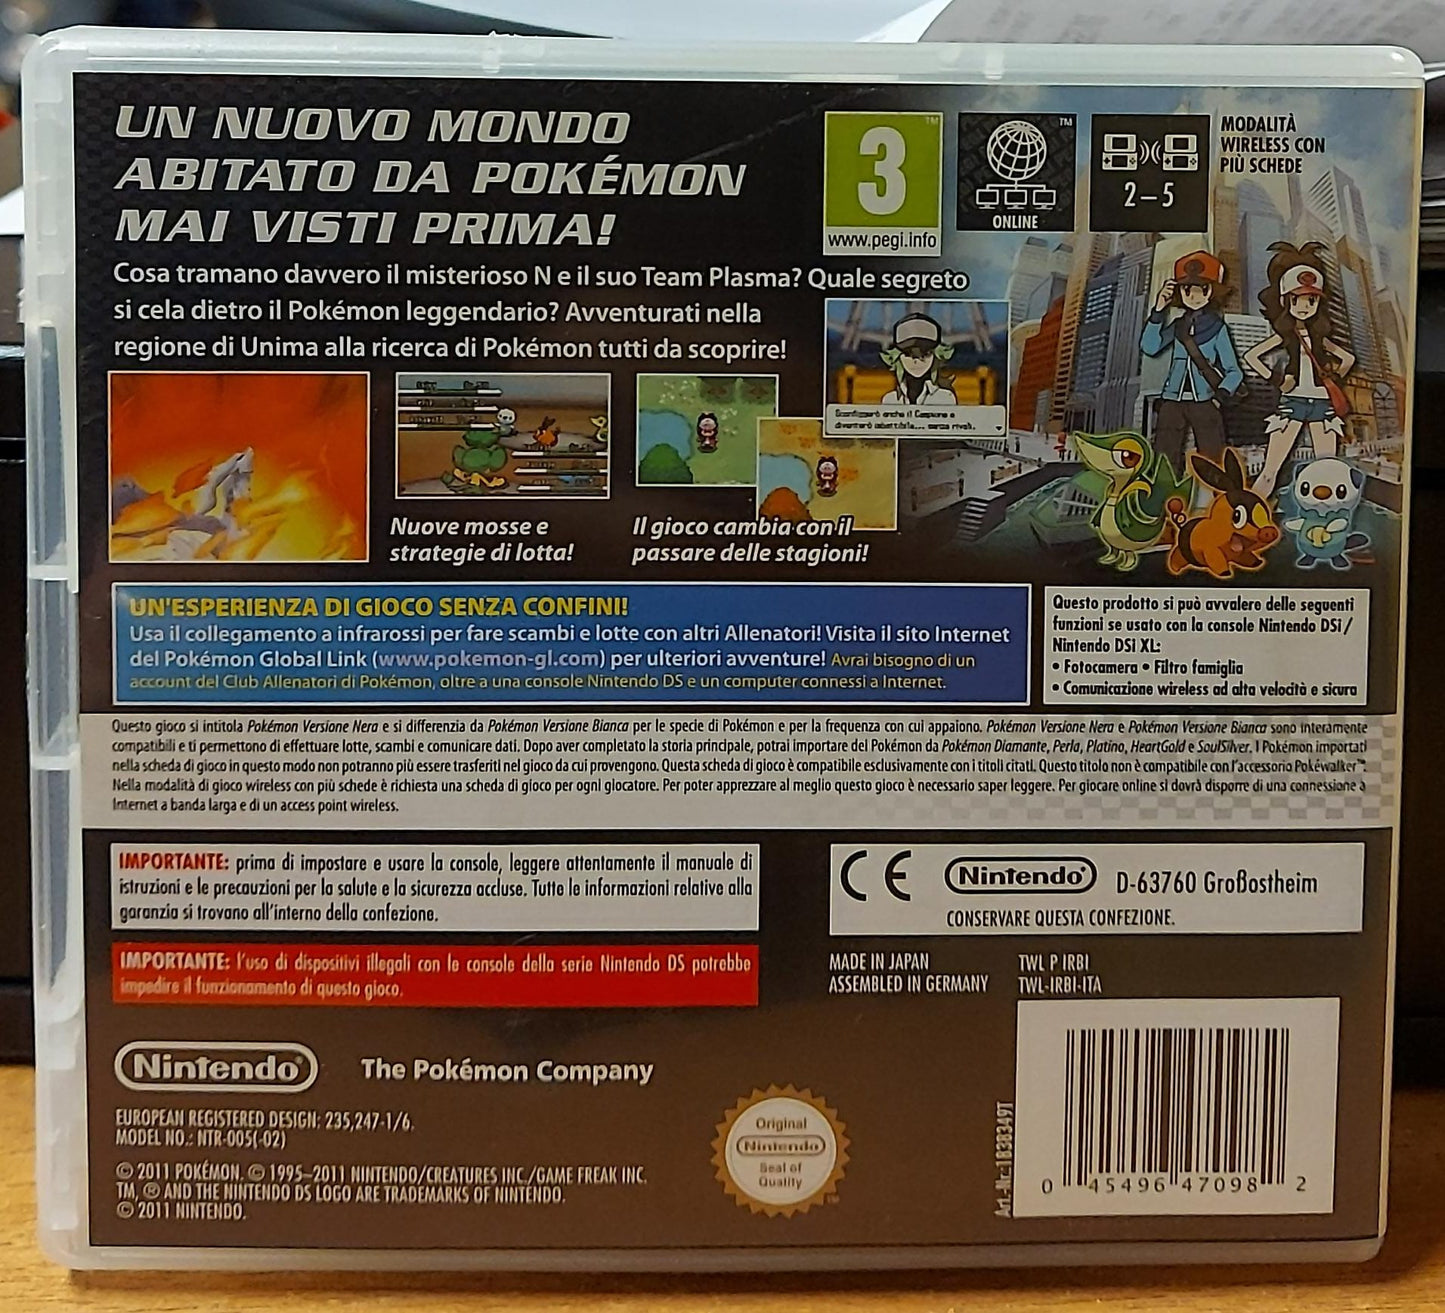 UN NUOVO MONDO
ABITATO DA POKÉMON
MAI VISTI PRIMA!
3
www.pegi.info
TM
ONLINE
TM
2–5
MODALITÀ
WIRELESS CON
PIÙ SCHEDE
Cosa tramano davvero il misterioso N e il suo Team Plasma? Quale segreto
si cela dietro il Pokémon leggendario? Avventurati nella
regione di Unima alla ricerca di Pokémon tutti da scoprire!
Sconfiggerò anche il Campione e
diventerò imbattibile... senza rivali.
Nuove mosse e
strategie di lotta!
Il gioco cambia con il
passare delle stagioni!
UN'ESPERIENZA DI GIOCO SENZA CONFINI!
Usa il collegamento a infrarossi per fare scambi e lotte con altri Allenatori! Visita il sito Internet
del Pokémon Global Link (www.pokemon-gl.com) per ulteriori avventure! Avrai bisogno di un
account del Club Allenatori di Pokémon, oltre a una console Nintendo DS e un computer connessi a Internet.
Questo prodotto si può avvalere delle seguenti
funzioni se usato con la console Nintendo DSi/
Nintendo DSi XL:
• Fotocamera • Filtro famiglia
• Comunicazione wireless ad alta velocità e sicura
Questo gioco si intitola Pokémon Versione Nera e si differenzia da Pokémon Versione Bianca per le specie di Pokémon e per la frequenza con cui appaiono. Pokémon Versione Nera e Pokémon Versione Bianca sono interamente
compatibili e ti permettono di effettuare lotte, scambi e comunicare dati. Dopo aver completato la storia principale, potrai importare dei Pokémon da Pokémon Diamante, Perla, Platino, HeartGold e SoulSilver. I Pokémon importati
nella scheda di gioco in questo modo non potranno più essere trasferiti nel gioco da cui provengono. Questa scheda di gioco è compatibile esclusivamente con i titoli citati. Questo titolo non è compatibile con l'accessorio Pokéwalker™.
Nella modalità di gioco wireless con più schede è richiesta una scheda di gioco per ogni giocatore. Per poter apprezzare al meglio questo gioco è necessario saper leggere. Per giocare online si dovrà disporre di una connessione a
Internet a banda larga e di un access point wireless.
IMPORTANTE: prima di impostare e usare la console, leggere attentamente il manuale di
istruzioni e le precauzioni per la salute e la sicurezza accluse. Tutte le informazioni relative alla
garanzia si trovano all'interno della confezione.
CE Nintendo® D-63760 Großostheim
CONSERVARE QUESTA CONFEZIONE.
IMPORTANTE: l'uso di dispositivi illegali con le console della serie Nintendo DS potrebbe
impedire il funzionamento di questo gioco.
MADE IN JAPAN
ASSEMBLED IN GERMANY
TWL P IRBI
TWL-IRBI-ITA
Nintendo® The Pokémon Company
EUROPEAN REGISTERED DESIGN: 235,247-1/6.
MODEL NO.: NTR-005(-02)
© 2011 POKÉMON. © 1995–2011 NINTENDO/CREATURES INC./GAME FREAK INC.
TM, ® AND THE NINTENDO DS LOGO ARE TRADEMARKS OF NINTENDO.
© 2011 NINTENDO.
Original
Nintendo
Seal of
Quality
Art.-Nr.:1838349T
0 45496 47098 2